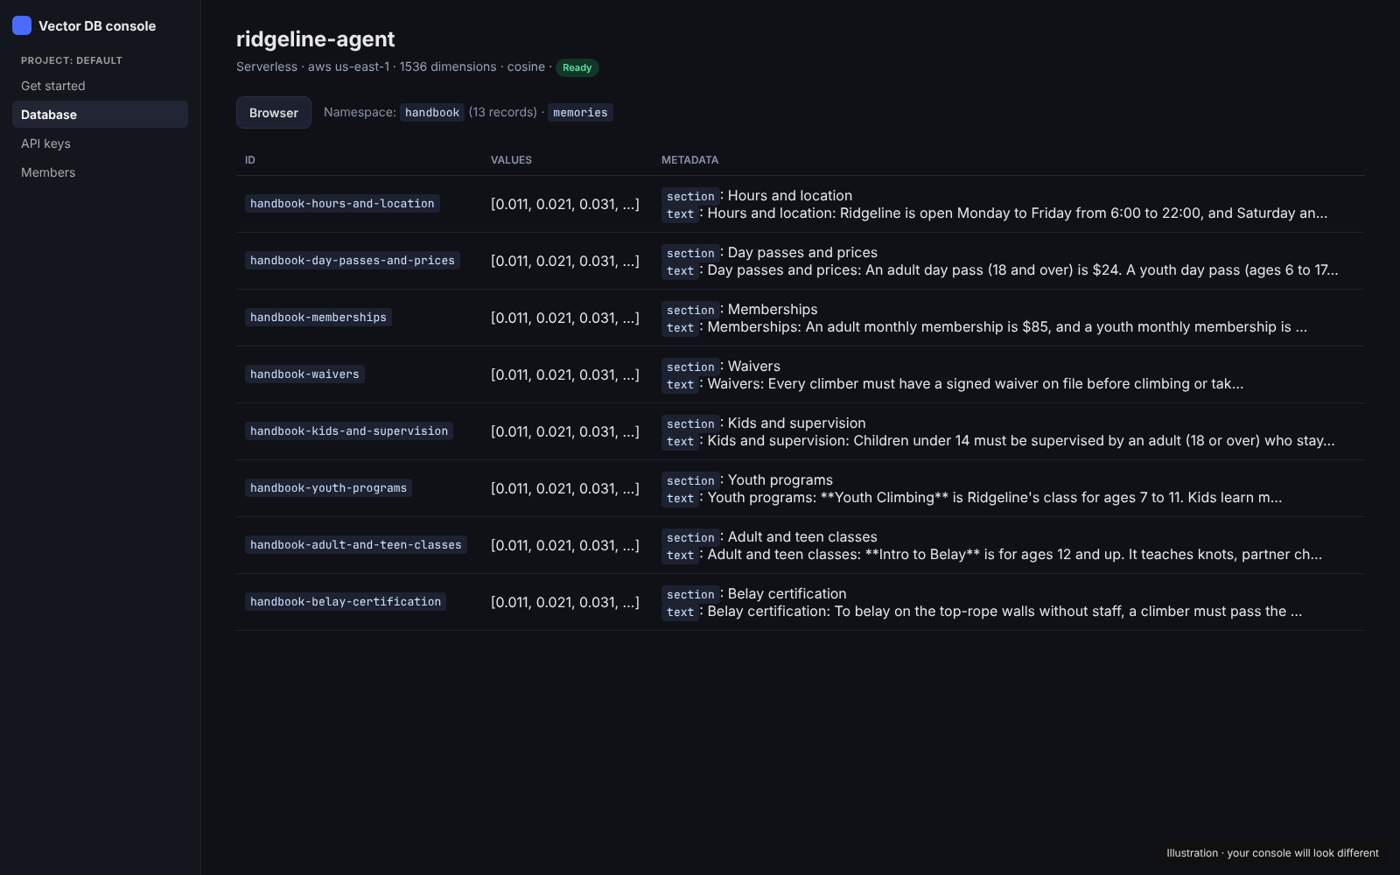 Vector DB console
PROJECT: DEFAULT
Get started
Database
API keys
Members
ridgeline-agent
Serverless · aws us-east-1 · 1536 dimensions · cosine · Ready
Browser Namespace: handbook (13 records) · memories
ID VALUES METADATA
handbook-hours-and-location [0.011, 0.021, 0.031, ...] section: Hours and location
text: Hours and location: Ridgeline is open Monday to Friday from 6:00 to 22:00, and Saturday an...
handbook-day-passes-and-prices [0.011, 0.021, 0.031, ...] section: Day passes and prices
text: Day passes and prices: An adult day pass (18 and over) is $24. A youth day pass (ages 6 to 17...
handbook-memberships [0.011, 0.021, 0.031, ...] section: Memberships
text: Memberships: An adult monthly membership is $85, and a youth monthly membership is ...
handbook-waivers [0.011, 0.021, 0.031, ...] section: Waivers
text: Waivers: Every climber must have a signed waiver on file before climbing or tak...
handbook-kids-and-supervision [0.011, 0.021, 0.031, ...] section: Kids and supervision
text: Kids and supervision: Children under 14 must be supervised by an adult (18 or over) who stay...
handbook-youth-programs [0.011, 0.021, 0.031, ...] section: Youth programs
text: Youth programs: **Youth Climbing** is Ridgeline's class for ages 7 to 11. Kids learn m...
handbook-adult-and-teen-classes [0.011, 0.021, 0.031, ...] section: Adult and teen classes
text: Adult and teen classes: **Intro to Belay** is for ages 12 and up. It teaches knots, partner ch...
handbook-belay-certification [0.011, 0.021, 0.031, ...] section: Belay certification
text: Belay certification: To belay on the top-rope walls without staff, a climber must pass the ...
Illustration · your console will look different